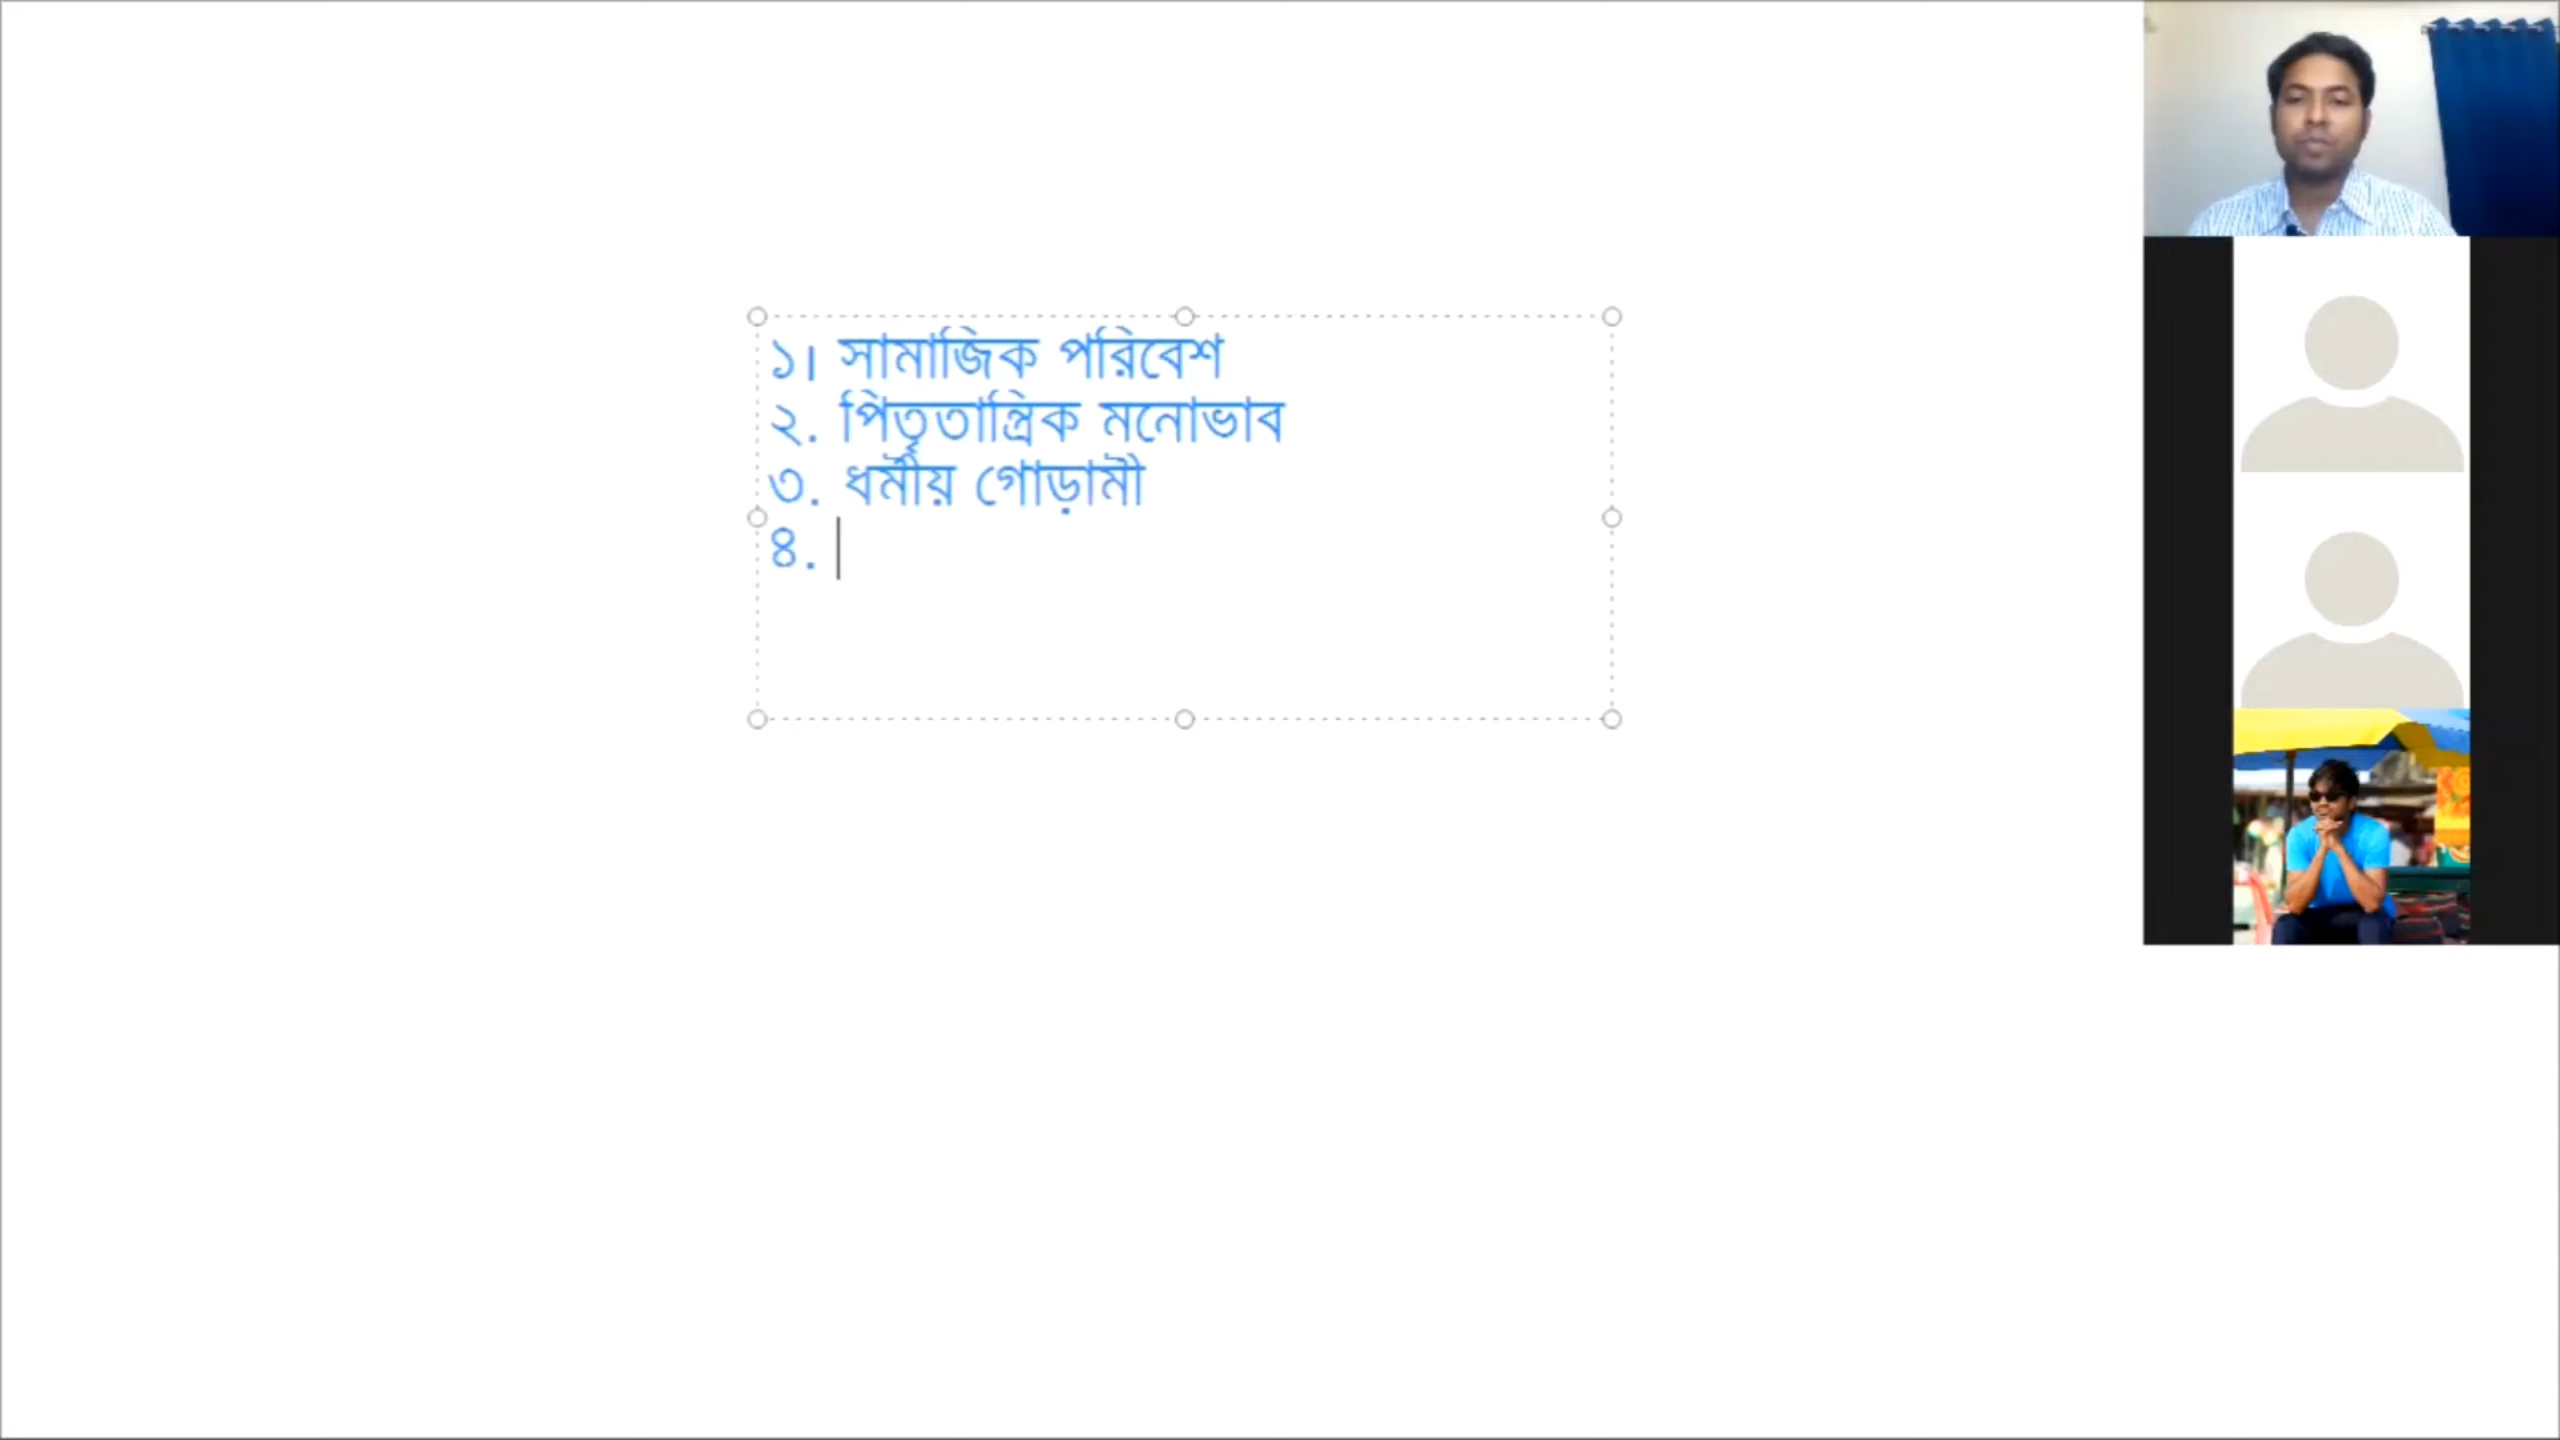 ১। সামাজিক পরিবেশ
২. পিতৃতান্ত্রিক মনোভাব
৩. ধর্মীয় গোড়ামী
৪.